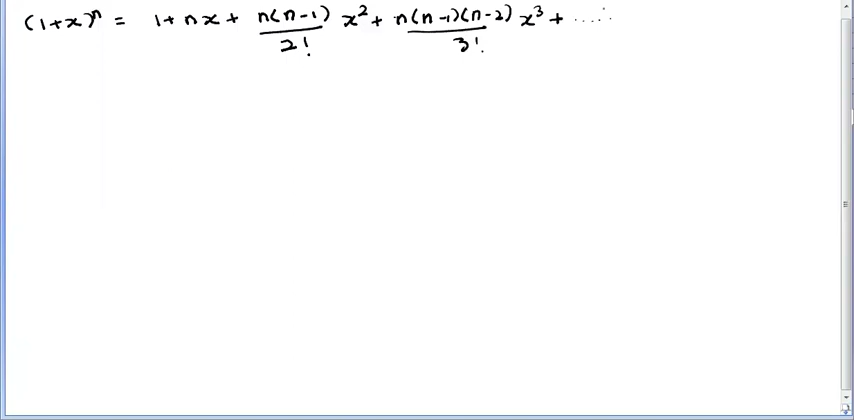 (1+x)^n = 1 + nx + n(n-1)/2! x^2 + n(n-1)(n-2)/3! x^3 + ......